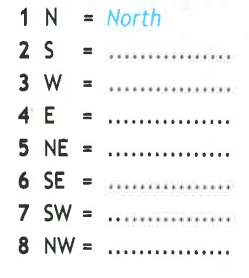 1 N = North
2 S = ..................
3 W = ..................
4 E = ..................
5 NE = ..................
6 SE = ..................
7 SW = ..................
8 NW = ..................